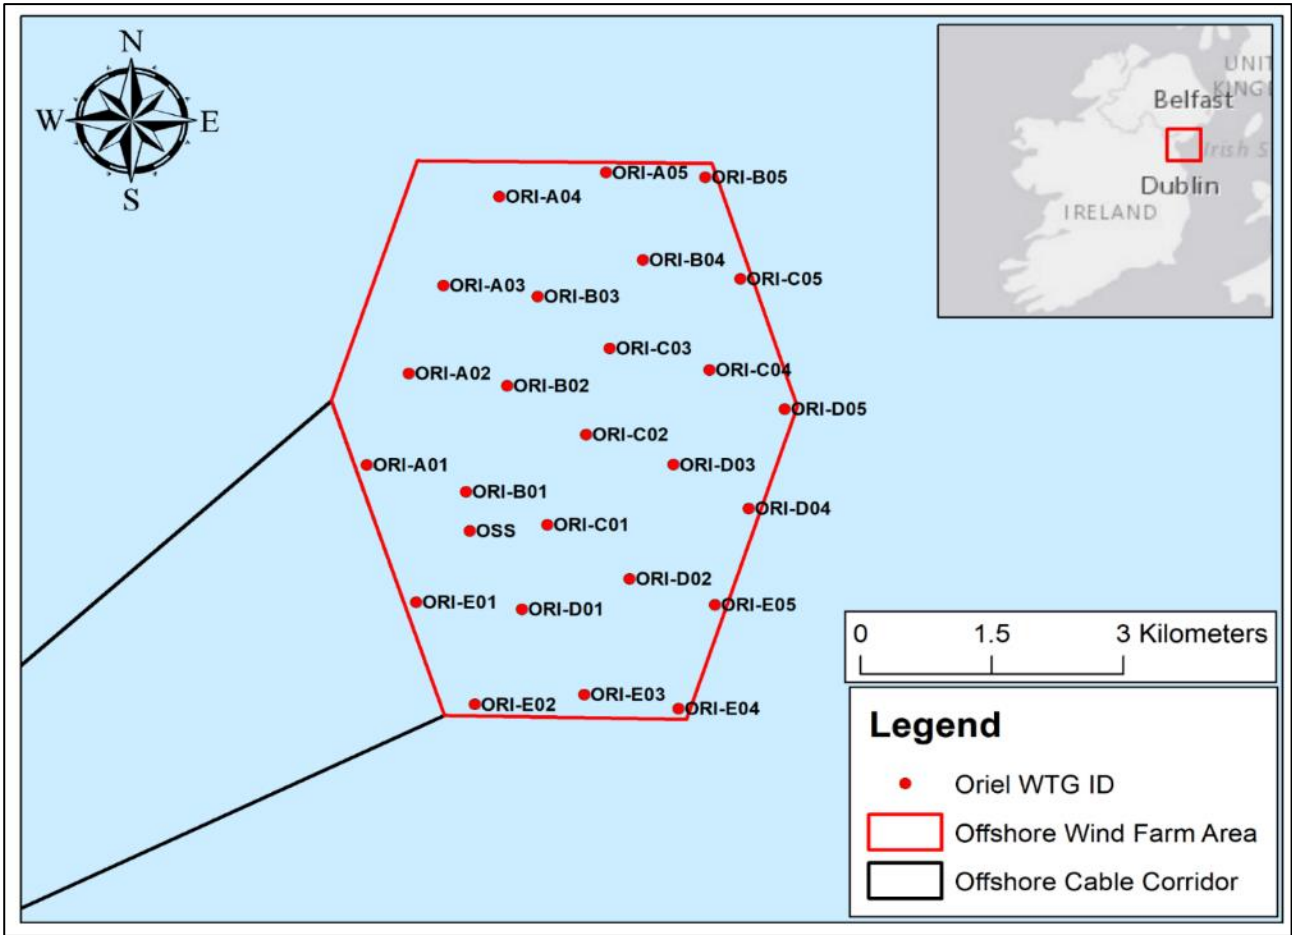 N
W
E
S
UNIT
KINGD
Belfast
Irish S
Dublin
IRELAND
ORI-A05
ORI-B05
ORI-A04
ORI-B04
ORI-C05
ORI-A03
ORI-B03
ORI-C03
ORI-C04
ORI-A02
ORI-B02
ORI-D05
ORI-C02
ORI-A01
ORI-D03
ORI-B01
ORI-D04
ORI-C01
OSS
ORI-D02
ORI-E01
ORI-D01
ORI-E05
ORI-E03
ORI-E02
ORI-E04
0 1.5 3 Kilometers
Legend
Oriel WTG ID
Offshore Wind Farm Area
Offshore Cable Corridor